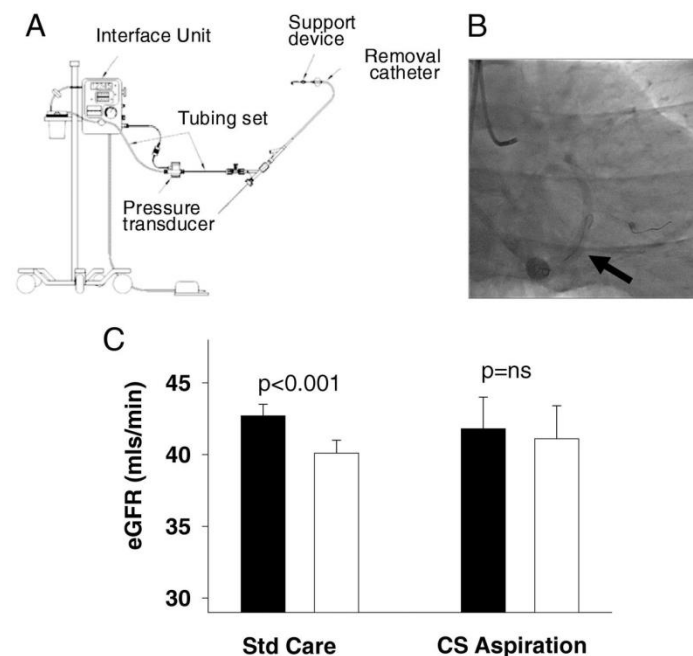 A
Interface Unit
Support
device
Removal
catheter
Tubing set
Pressure
transducer
B
C
eGFR (mls/min)
45
40
35
30
p<0.001
p=ns
Std Care
CS Aspiration